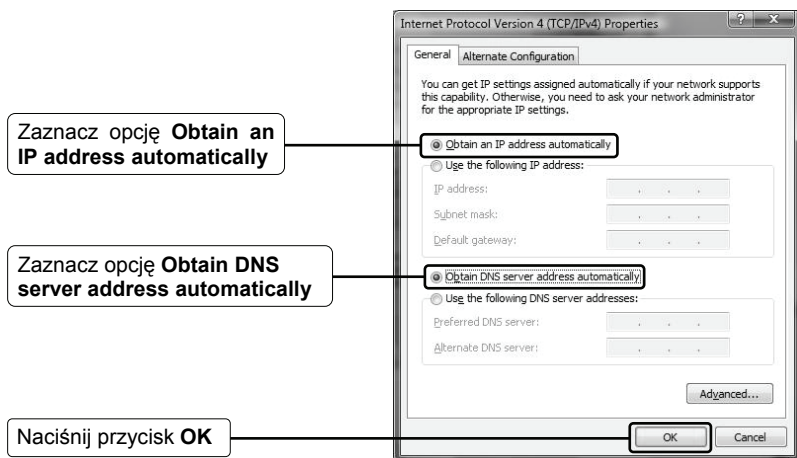 Internet Protocol Version 4 (TCP/IPv4) Properties
General
Alternate Configuration
You can get IP settings assigned automatically if your network supports
this capability. Otherwise, you need to ask your network administrator
for the appropriate IP settings.
Zaznacz opcję Obtain an
IP address automatically
Obtain an IP address automatically
Use the following IP address:
IP address:
Subnet mask:
Default gateway:
Zaznacz opcję Obtain DNS
server address automatically
Obtain DNS server address automatically
Use the following DNS server addresses:
Preferred DNS server:
Alternate DNS server:
Advanced...
Naciśnij przycisk OK
OK
Cancel